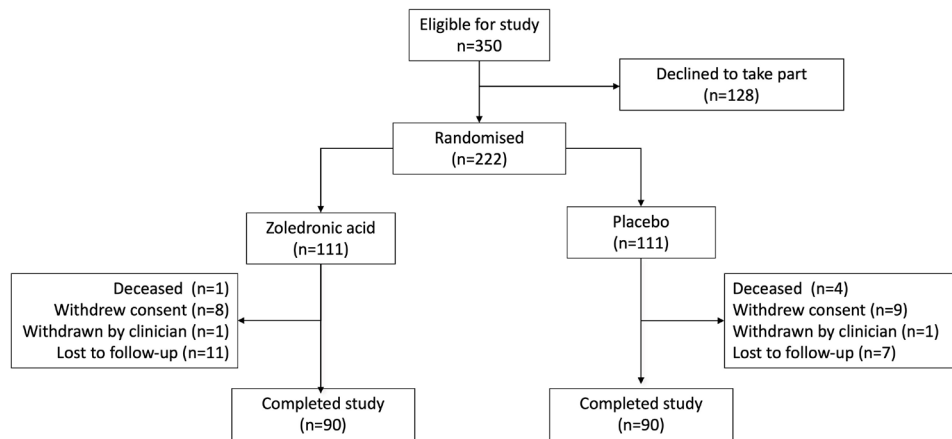 Eligible for study
n=350
Declined to take part
(n=128)
Randomised
(n=222)
Zoledronic acid
(n=111)
Placebo
(n=111)
Deceased (n=1)
Withdrew consent (n=8)
Withdrawn by clinician (n=1)
Lost to follow-up (n=11)
Deceased (n=4)
Withdrew consent (n=9)
Withdrawn by clinician (n=1)
Lost to follow-up (n=7)
Completed study
(n=90)
Completed study
(n=90)